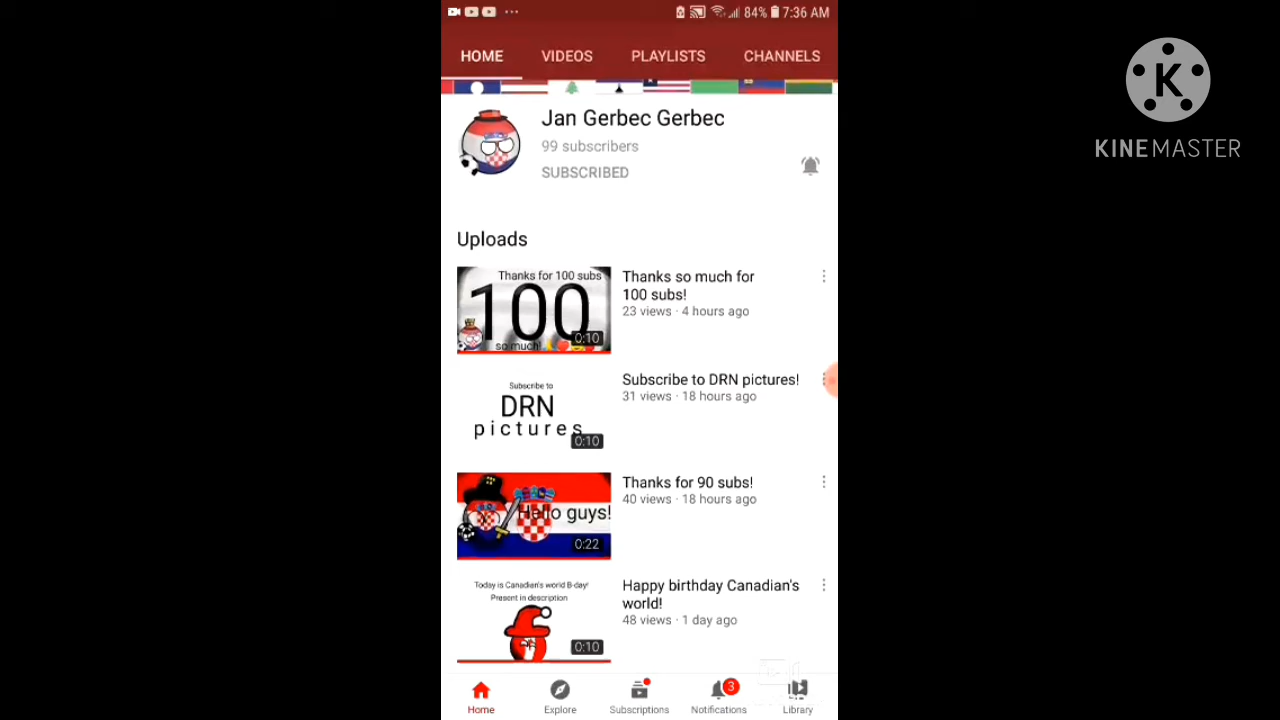 84% 7:36 AM
HOME VIDEOS PLAYLISTS CHANNELS
Jan Gerbec Gerbec
99 subscribers
SUBSCRIBED
Uploads
Thanks for 100 subs
100
so much!
0:10
Thanks so much for
100 subs!
23 views · 4 hours ago
Subscribe to
DRN
pictures
0:10
Subscribe to DRN pictures!
31 views · 18 hours ago
Hello guys!
0:22
Thanks for 90 subs!
40 views · 18 hours ago
Today is Canadian's world B-day!
Present in description
0:10
Happy birthday Canadian's
world!
48 views · 1 day ago
3
Home Explore Subscriptions Notifications Library
K
KINEMASTER